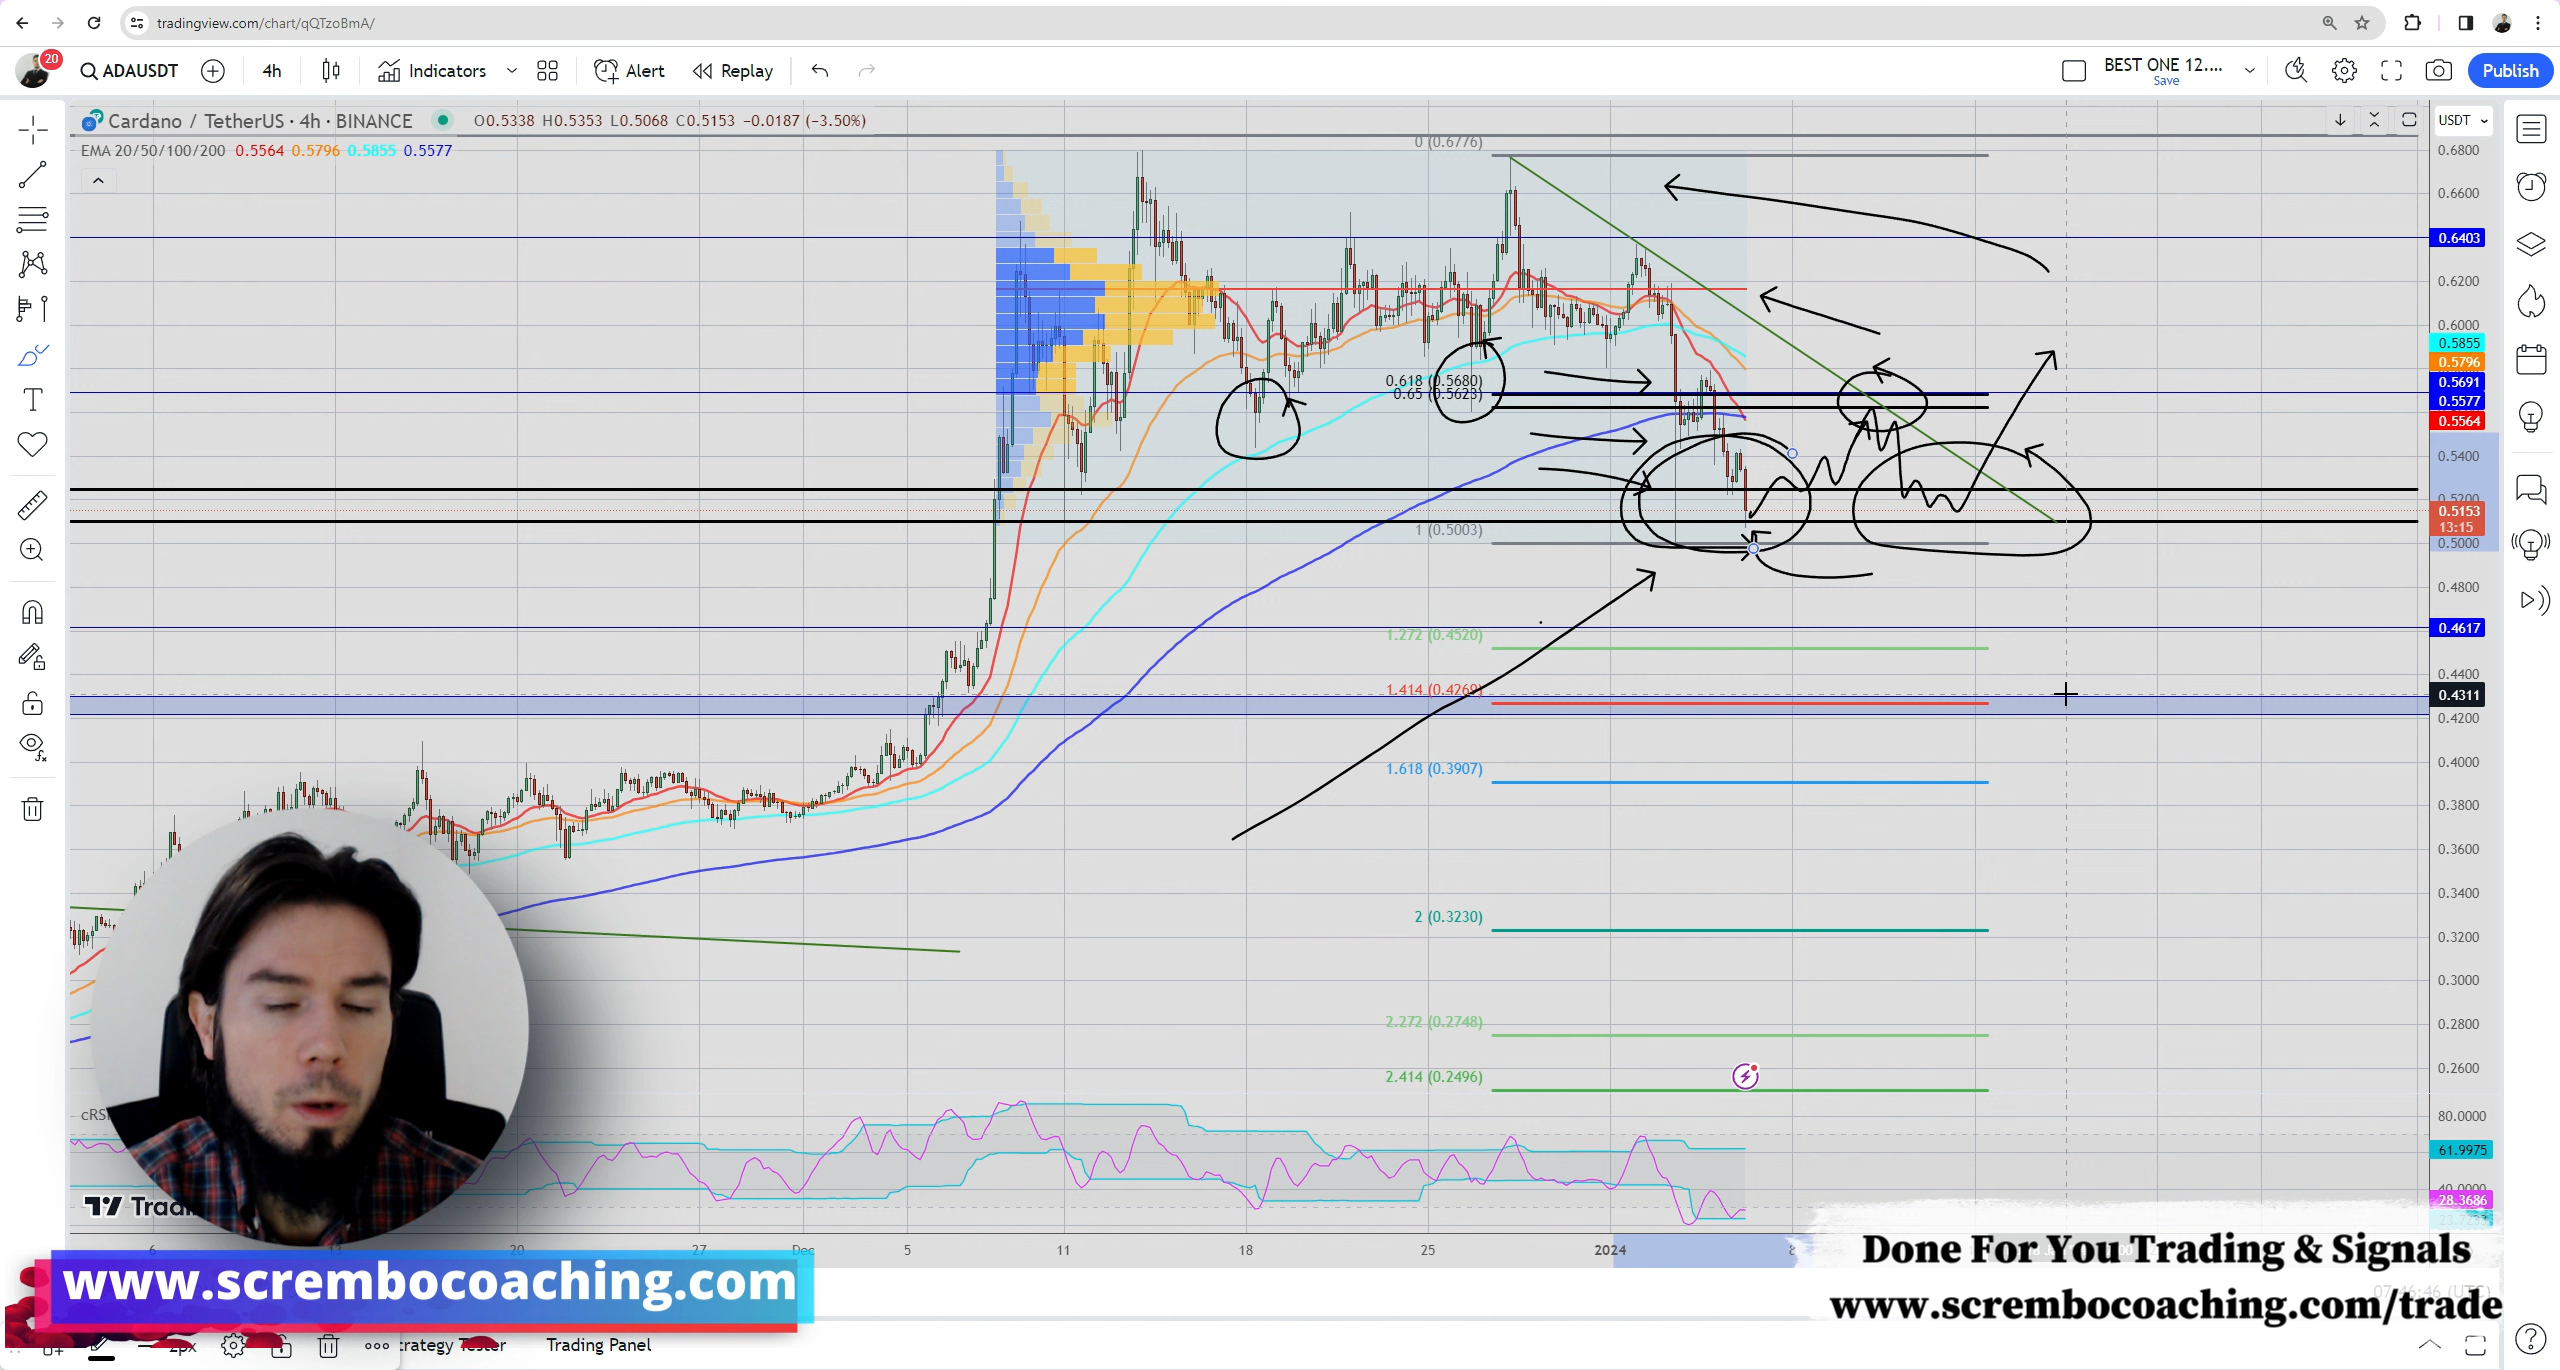 tradingview.com/chart/qQTzoBmA/
20
ADAUSDT
4h
Indicators
Alert
Replay
BEST ONE 12....
Save
Publish
Cardano / TetherUS · 4h · BINANCE
O0.5338 H0.5353 L0.5068 C0.5153 −0.0187 (−3.50%)
USDT
EMA 20/50/100/200 0.5564 0.5796 0.5855 0.5577
0 (0.6776)
0.618 (0.5680)
0.65 (0.5623)
1 (0.5003)
1.272 (0.4520)
1.414 (0.4269)
1.618 (0.3907)
2 (0.3230)
2.272 (0.2748)
2.414 (0.2496)
0.6800
0.6600
0.6403
0.6200
0.6000
0.5855
0.5796
0.5691
0.5577
0.5564
0.5400
0.5200
0.5153
13:15
0.5000
0.4800
0.4617
0.4400
0.4311
0.4200
0.4000
0.3800
0.3600
0.3400
0.3200
0.3000
0.2800
0.2600
80.0000
61.9975
40.0000
28.3686
6
13
20
27
Dec
5
11
18
25
2024
8
www.scrembocoaching.com
Done For You Trading & Signals
www.scrembocoaching.com/trade
2px
Trading Panel